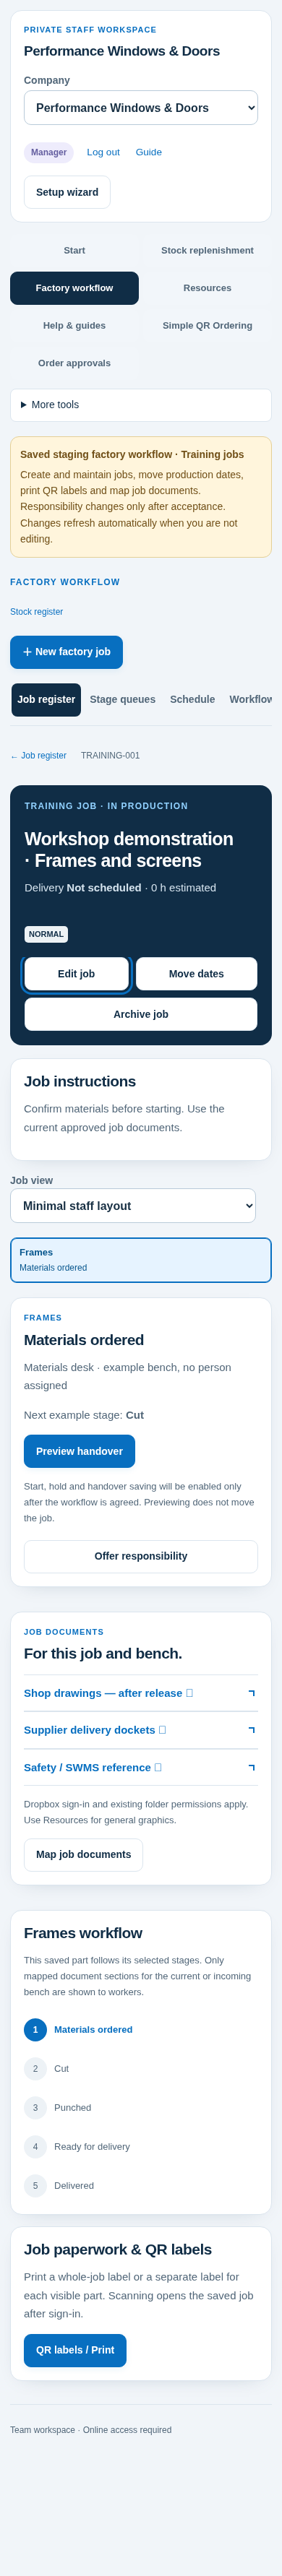 PRIVATE STAFF WORKSPACE
Performance Windows & Doors
Company
Performance Windows & Doors
Manager Log out Guide
Setup wizard
Start Stock replenishment
Factory workflow Resources
Help & guides Simple QR Ordering
Order approvals
▶ More tools
Saved staging factory workflow · Training jobs
Create and maintain jobs, move production dates,
print QR labels and map job documents.
Responsibility changes only after acceptance.
Changes refresh automatically when you are not
editing.
FACTORY WORKFLOW
Stock register
+ New factory job
Job register Stage queues Schedule Workflow
← Job register TRAINING-001
TRAINING JOB · IN PRODUCTION
Workshop demonstration
· Frames and screens
Delivery Not scheduled · 0 h estimated
NORMAL
Edit job Move dates
Archive job
Job instructions
Confirm materials before starting. Use the
current approved job documents.
Job view
Minimal staff layout
Frames
Materials ordered
FRAMES
Materials ordered
Materials desk · example bench, no person
assigned
Next example stage: Cut
Preview handover
Start, hold and handover saving will be enabled only
after the workflow is agreed. Previewing does not move
the job.
Offer responsibility
JOB DOCUMENTS
For this job and bench.
Shop drawings — after release
Supplier delivery dockets
Safety / SWMS reference
Dropbox sign-in and existing folder permissions apply.
Use Resources for general graphics.
Map job documents
Frames workflow
This saved part follows its selected stages. Only
mapped document sections for the current or incoming
bench are shown to workers.
1 Materials ordered
2 Cut
3 Punched
4 Ready for delivery
5 Delivered
Job paperwork & QR labels
Print a whole-job label or a separate label for
each visible part. Scanning opens the saved job
after sign-in.
QR labels / Print
Team workspace · Online access required